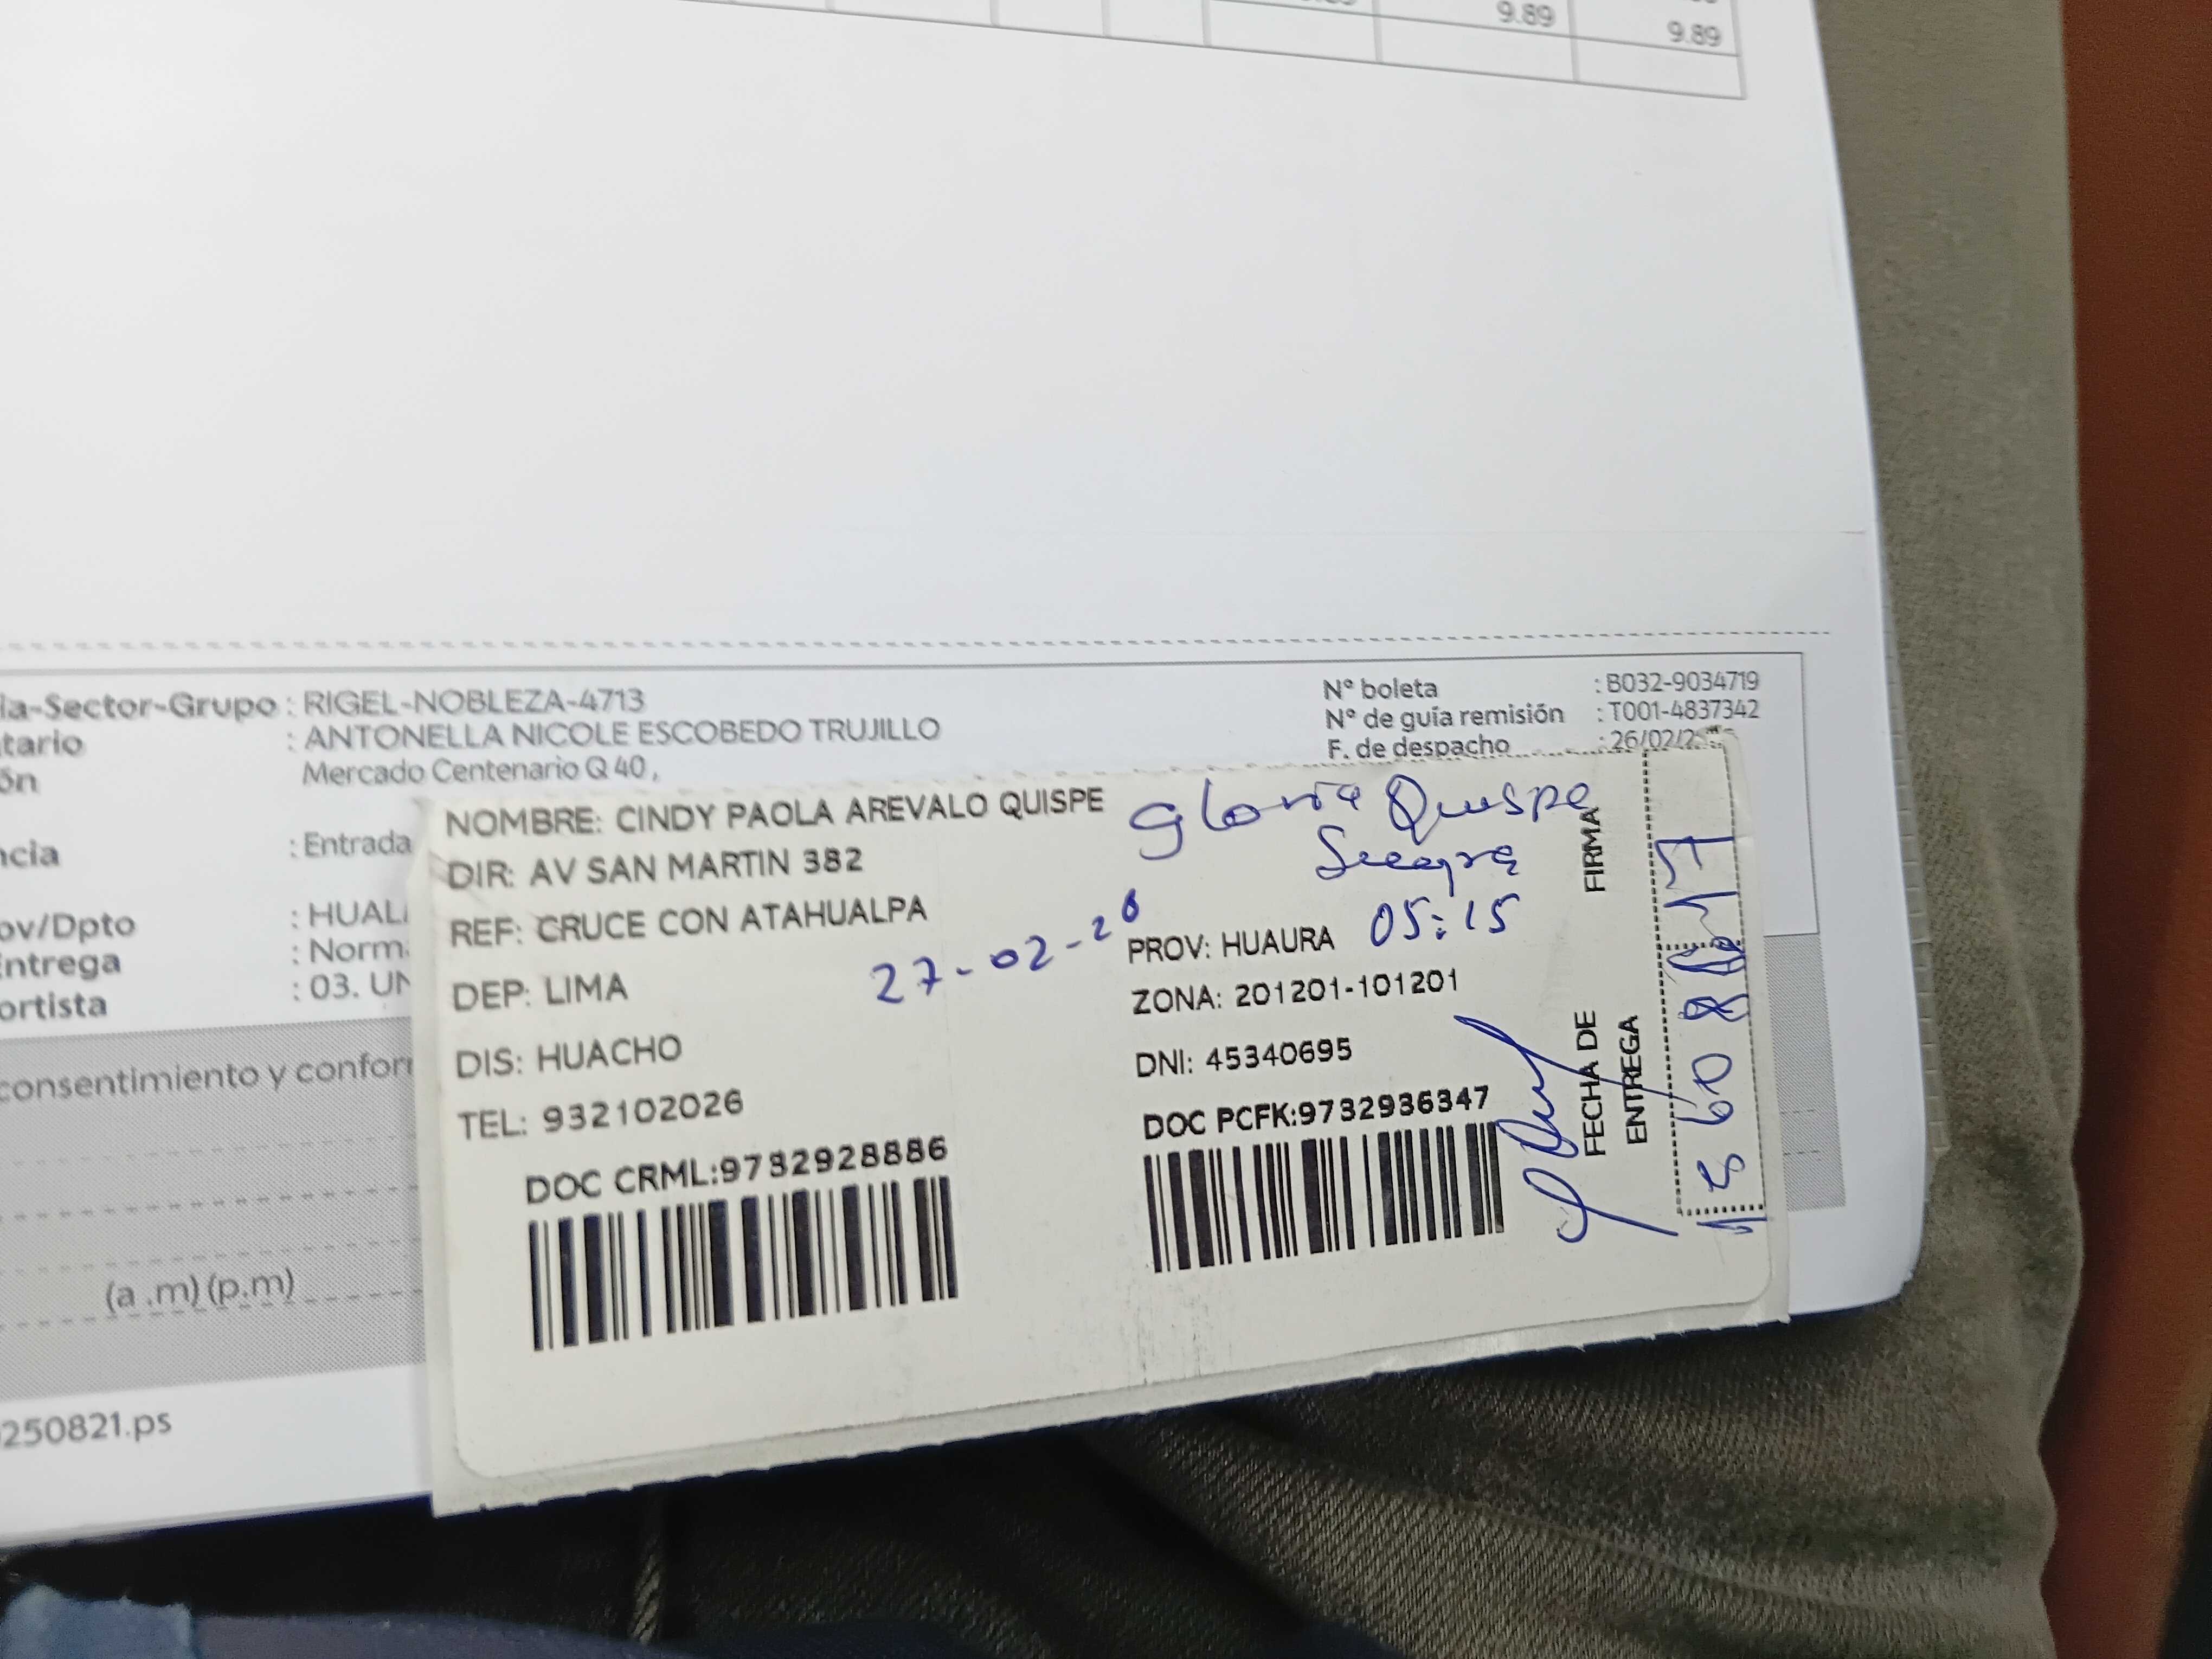 9.89
9.89
ia-Sector-Grupo : RIGEL-NOBLEZA-4713
tario : ANTONELLA NICOLE ESCOBEDO TRUJILLO
ón Mercado Centenario Q 40 ,
ncia : Entrada
ov/Dpto : HUAL
Entrega : Norm
ortista : 03. UN
N° boleta : B032-9034719
N° de guía remisión : T001-4837342
F. de despacho : 26/02/2
consentimiento y confor
(a .m) (p.m)
250821.ps
NOMBRE: CINDY PAOLA AREVALO QUISPE
DIR: AV SAN MARTIN 382
REF: CRUCE CON ATAHUALPA
DEP: LIMA
DIS: HUACHO
TEL: 932102026
DOC CRML:9732928886
gloria Quispe
Suegra
27-02-26
05:15
PROV: HUAURA
ZONA: 201201-101201
DNI: 45340695
DOC PCFK:9732936347
FIRMA
FECHA DE
ENTREGA